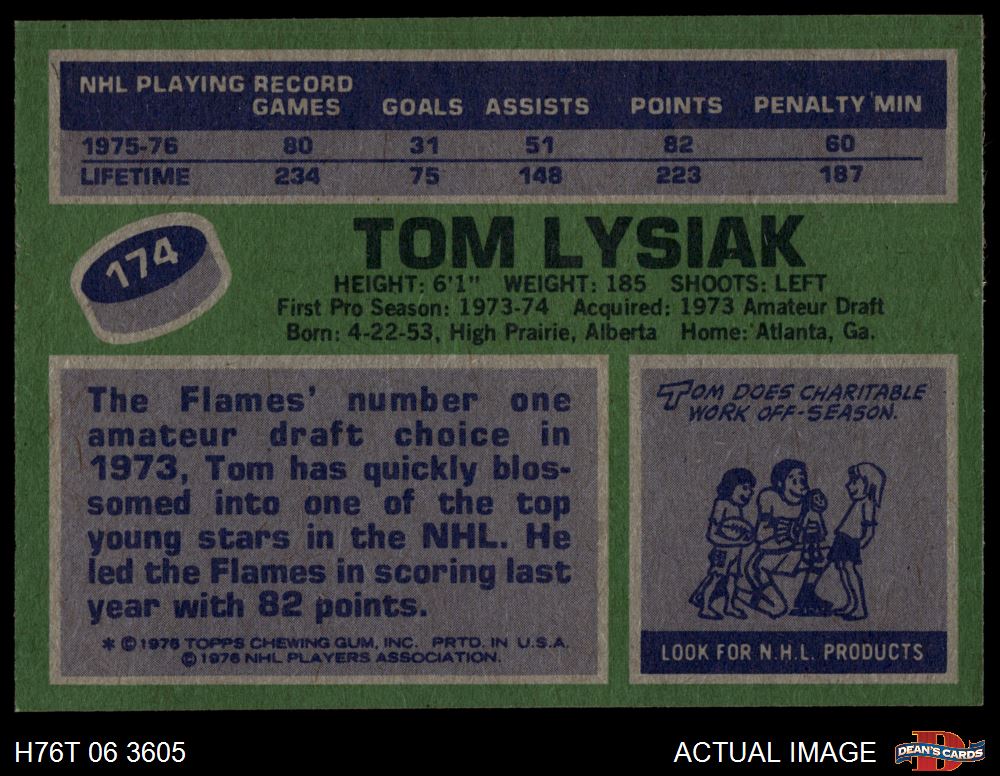 NHL PLAYING RECORD
GAMES GOALS ASSISTS POINTS PENALTY MIN
1975-76 80 31 51 82 60
LIFETIME 234 75 148 223 187
174
TOM LYSIAK
HEIGHT: 6'1" WEIGHT: 185 SHOOTS: LEFT
First Pro Season: 1973-74 Acquired: 1973 Amateur Draft
Born: 4-22-53, High Prairie, Alberta Home: Atlanta, Ga.
The Flames' number one
amateur draft choice in
1973, Tom has quickly blos-
somed into one of the top
young stars in the NHL. He
led the Flames in scoring last
year with 82 points.
* © 1976 TOPPS CHEWING GUM, INC. PRTD. IN U.S.A.
© 1976 NHL PLAYERS ASSOCIATION.
TOM DOES CHARITABLE
WORK OFF-SEASON.
LOOK FOR N.H.L. PRODUCTS
H76T 06 3605
ACTUAL IMAGE
DEAN'S CARDS